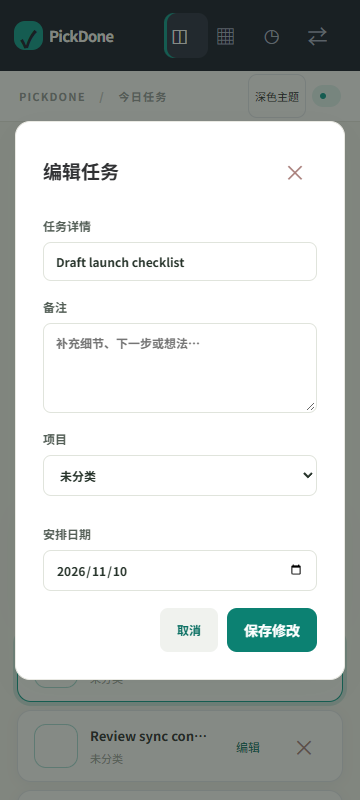 PickDone
PICKDONE / 今日任务
深色主题
编辑任务
任务详情
Draft launch checklist
备注
补充细节、下一步或想法…
项目
未分类
安排日期
2026/11/10
取消
保存修改
未分类
Review sync con…
编辑
未分类